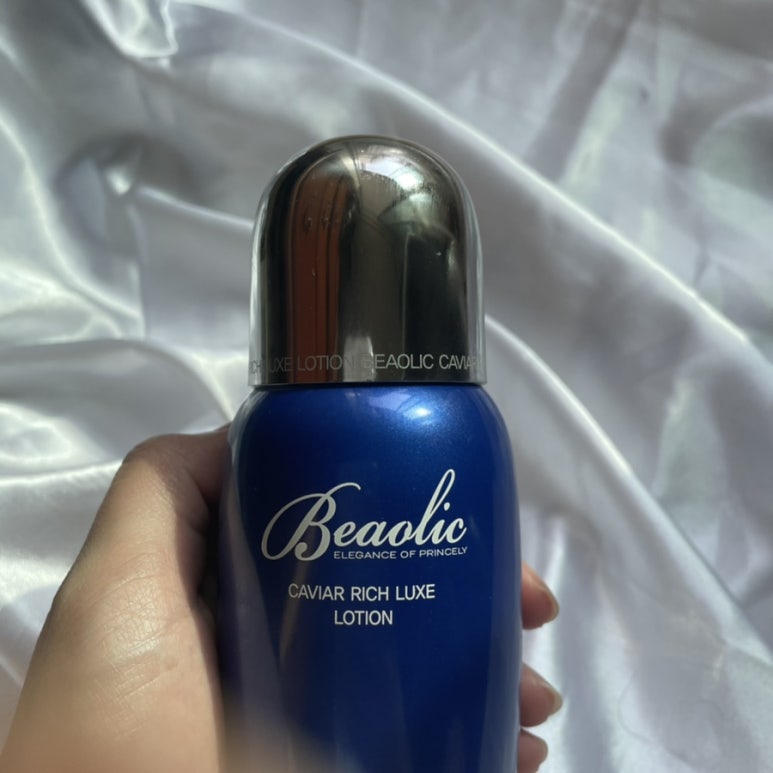 LUXE LOTION BEAOLIC CAVIAR
Beaolic
ELEGANCE OF PRINCELY
CAVIAR RICH LUXE
LOTION